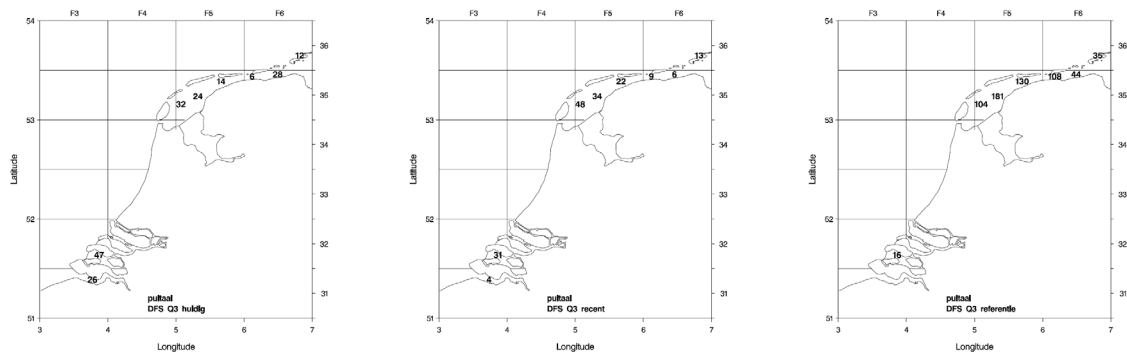 F3 F4 F5 F6
54
36
12
28
6
14
24
35
32
53
34
Latitude
33
52
32
47
26
31
puitaal
DFS Q3 huidig
51
3 4 5 6 7
Longitude
F3 F4 F5 F6
54
36
13
6
9
22
34
35
48
53
34
Latitude
33
52
32
31
4
31
puitaal
DFS Q3 recent
51
3 4 5 6 7
Longitude
F3 F4 F5 F6
54
36
35
44
108
130
181
35
104
53
34
Latitude
33
52
32
16
31
puitaal
DFS Q3 referentie
51
3 4 5 6 7
Longitude